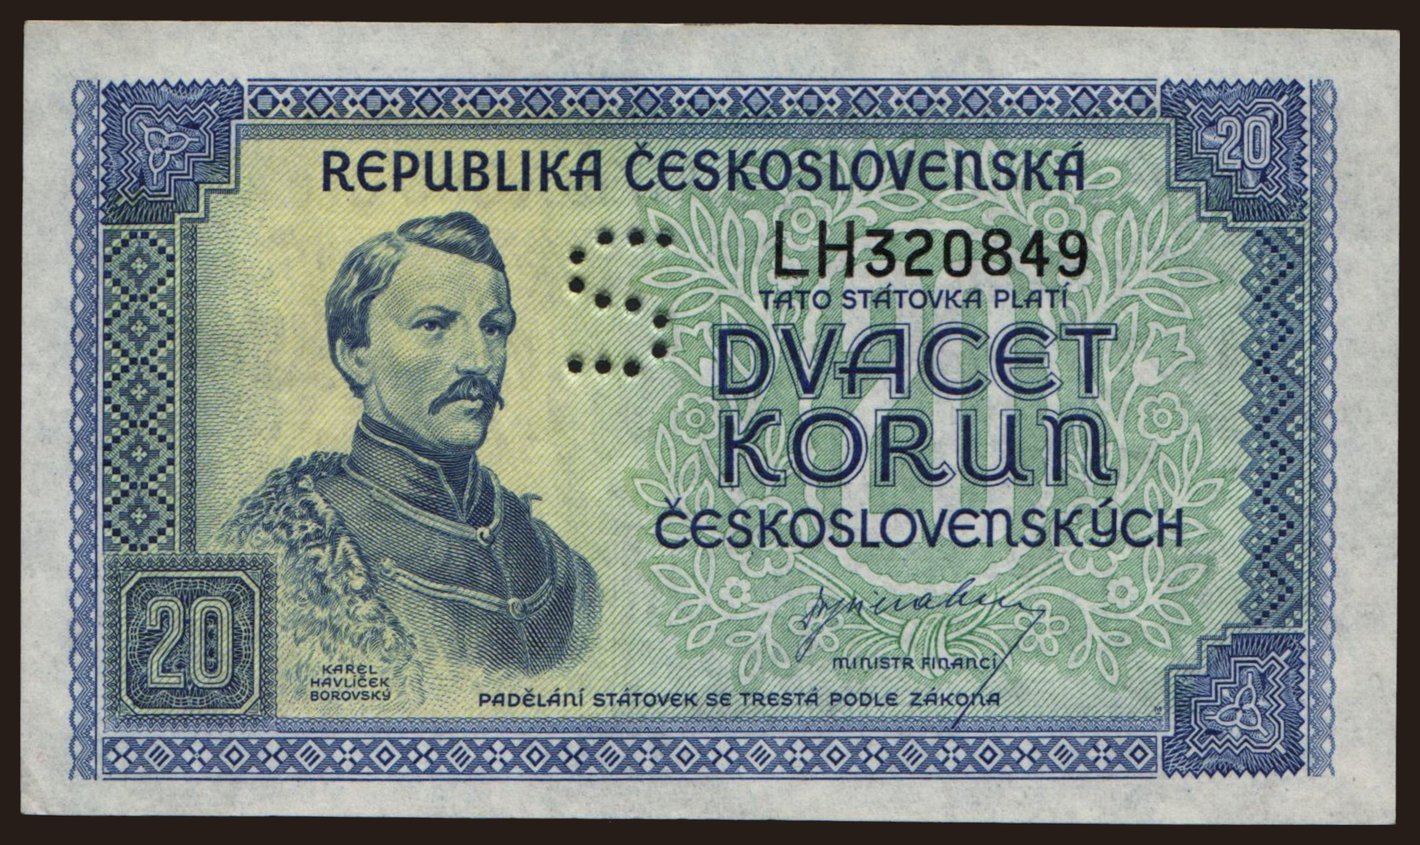 20
REPUBLIKA ČESKOSLOVENSKÁ
S
LH320849
TATO STÁTOVKA PLATÍ
DVACET
KORUN
ČESKOSLOVENSKÝCH
MINISTR FINANCÍ
20
KAREL
HAVLÍČEK
BOROVSKÝ
PADĚLÁNÍ STÁTOVEK SE TRESTÁ PODLE ZÁKONA